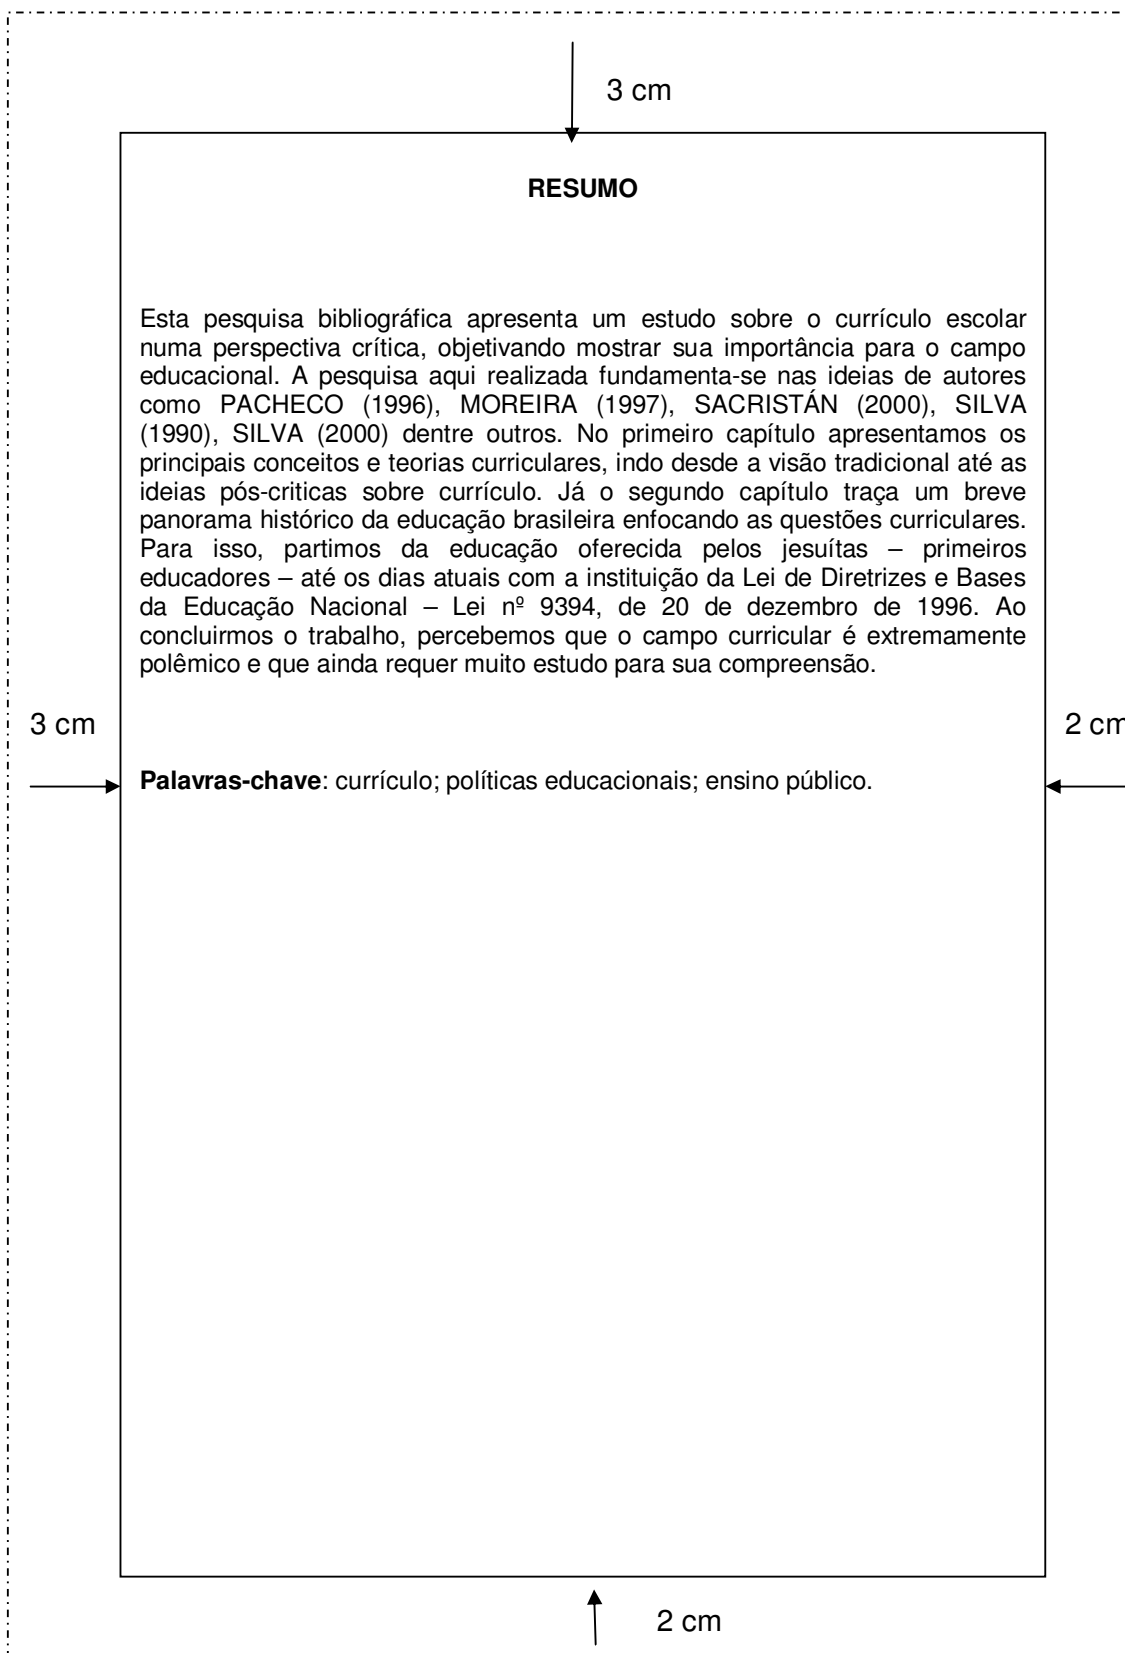 3 cm
RESUMO
Esta pesquisa bibliográfica apresenta um estudo sobre o currículo escolar
numa perspectiva crítica, objetivando mostrar sua importância para o campo
educacional. A pesquisa aqui realizada fundamenta-se nas ideias de autores
como PACHECO (1996), MOREIRA (1997), SACRISTÁN (2000), SILVA
(1990), SILVA (2000) dentre outros. No primeiro capítulo apresentamos os
principais conceitos e teorias curriculares, indo desde a visão tradicional até as
ideias pós-criticas sobre currículo. Já o segundo capítulo traça um breve
panorama histórico da educação brasileira enfocando as questões curriculares.
Para isso, partimos da educação oferecida pelos jesuítas – primeiros
educadores – até os dias atuais com a instituição da Lei de Diretrizes e Bases
da Educação Nacional – Lei nº 9394, de 20 de dezembro de 1996. Ao
concluirmos o trabalho, percebemos que o campo curricular é extremamente
polêmico e que ainda requer muito estudo para sua compreensão.
3 cm
2 cm
Palavras-chave: currículo; políticas educacionais; ensino público.
2 cm